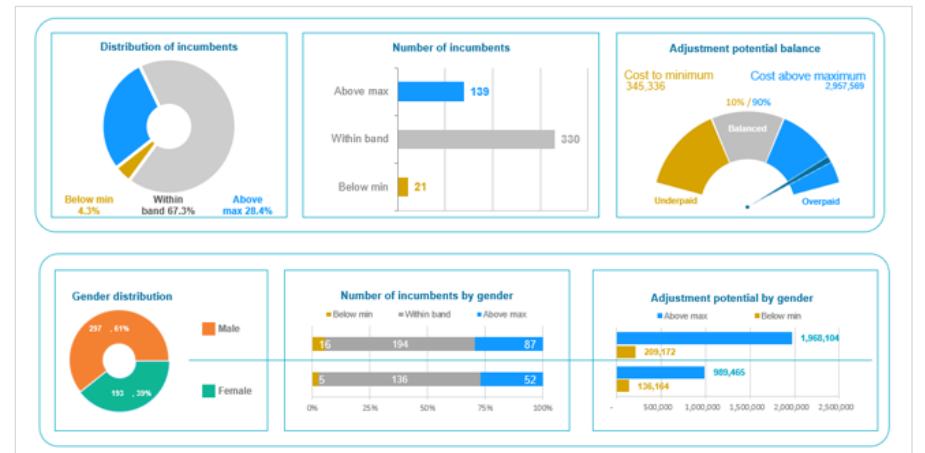 Distribution of incumbents
Below min
4.3%
Within
band 67.3%
Above
max 28.4%
Number of incumbents
Above max
139
Within band
330
Below min
21
Adjustment potential balance
Cost to minimum
345,336
Cost above maximum
2,957,569
10% / 90%
Balanced
Underpaid
Overpaid
Gender distribution
297 , 61%
193 , 39%
Male
Female
Number of incumbents by gender
Below min Within band Above max
16 194 87
5 136 52
0% 25% 50% 75% 100%
Adjustment potential by gender
Above max Below min
1,968,104
209,172
989,465
136,164
- 500,000 1,000,000 1,500,000 2,000,000 2,500,000